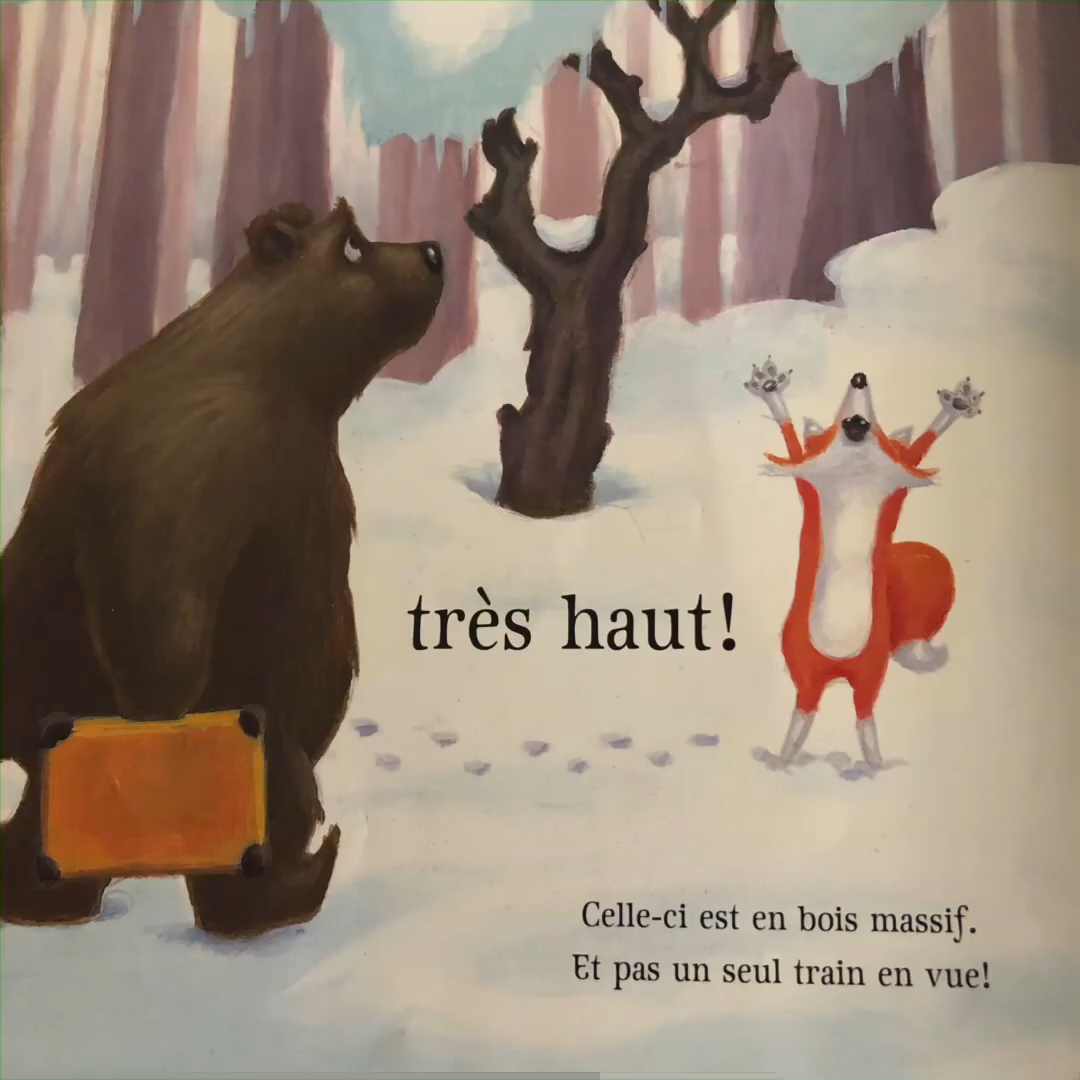 très haut!
Celle-ci est en bois massif.
Et pas un seul train en vue!